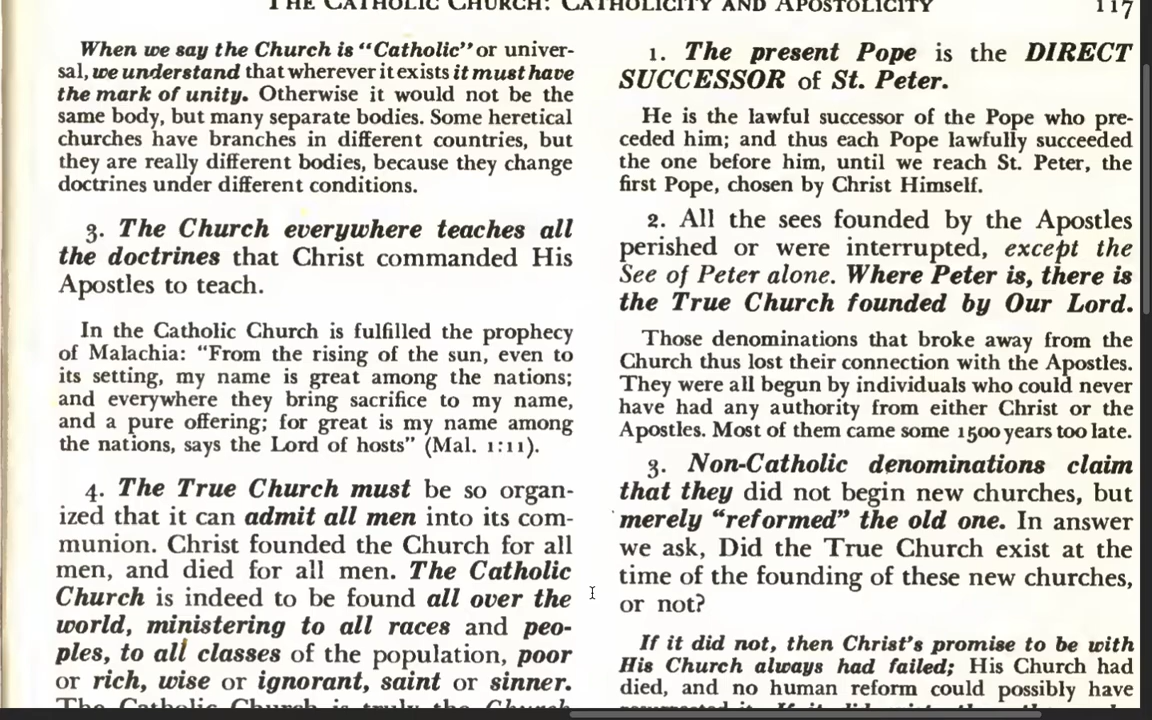 THE CATHOLIC CHURCH: CATHOLICITY AND APOSTOLICITY 117
When we say the Church is "Catholic" or univer-
sal, we understand that wherever it exists it must have
the mark of unity. Otherwise it would not be the
same body, but many separate bodies. Some heretical
churches have branches in different countries, but
they are really different bodies, because they change
doctrines under different conditions.
3. The Church everywhere teaches all
the doctrines that Christ commanded His
Apostles to teach.
In the Catholic Church is fulfilled the prophecy
of Malachia: "From the rising of the sun, even to
its setting, my name is great among the nations;
and everywhere they bring sacrifice to my name,
and a pure offering; for great is my name among
the nations, says the Lord of hosts" (Mal. 1:11).
4. The True Church must be so organ-
ized that it can admit all men into its com-
munion. Christ founded the Church for all
men, and died for all men. The Catholic
Church is indeed to be found all over the
world, ministering to all races and peo-
ples, to all classes of the population, poor
or rich, wise or ignorant, saint or sinner.
The Catholic Church is truly the Church
1. The present Pope is the DIRECT
SUCCESSOR of St. Peter.
He is the lawful successor of the Pope who pre-
ceded him; and thus each Pope lawfully succeeded
the one before him, until we reach St. Peter, the
first Pope, chosen by Christ Himself.
2. All the sees founded by the Apostles
perished or were interrupted, except the
See of Peter alone. Where Peter is, there is
the True Church founded by Our Lord.
Those denominations that broke away from the
Church thus lost their connection with the Apostles.
They were all begun by individuals who could never
have had any authority from either Christ or the
Apostles. Most of them came some 1500 years too late.
3. Non-Catholic denominations claim
that they did not begin new churches, but
merely "reformed" the old one. In answer
we ask, Did the True Church exist at the
time of the founding of these new churches,
or not?
If it did not, then Christ's promise to be with
His Church always had failed; His Church had
died, and no human reform could possibly have